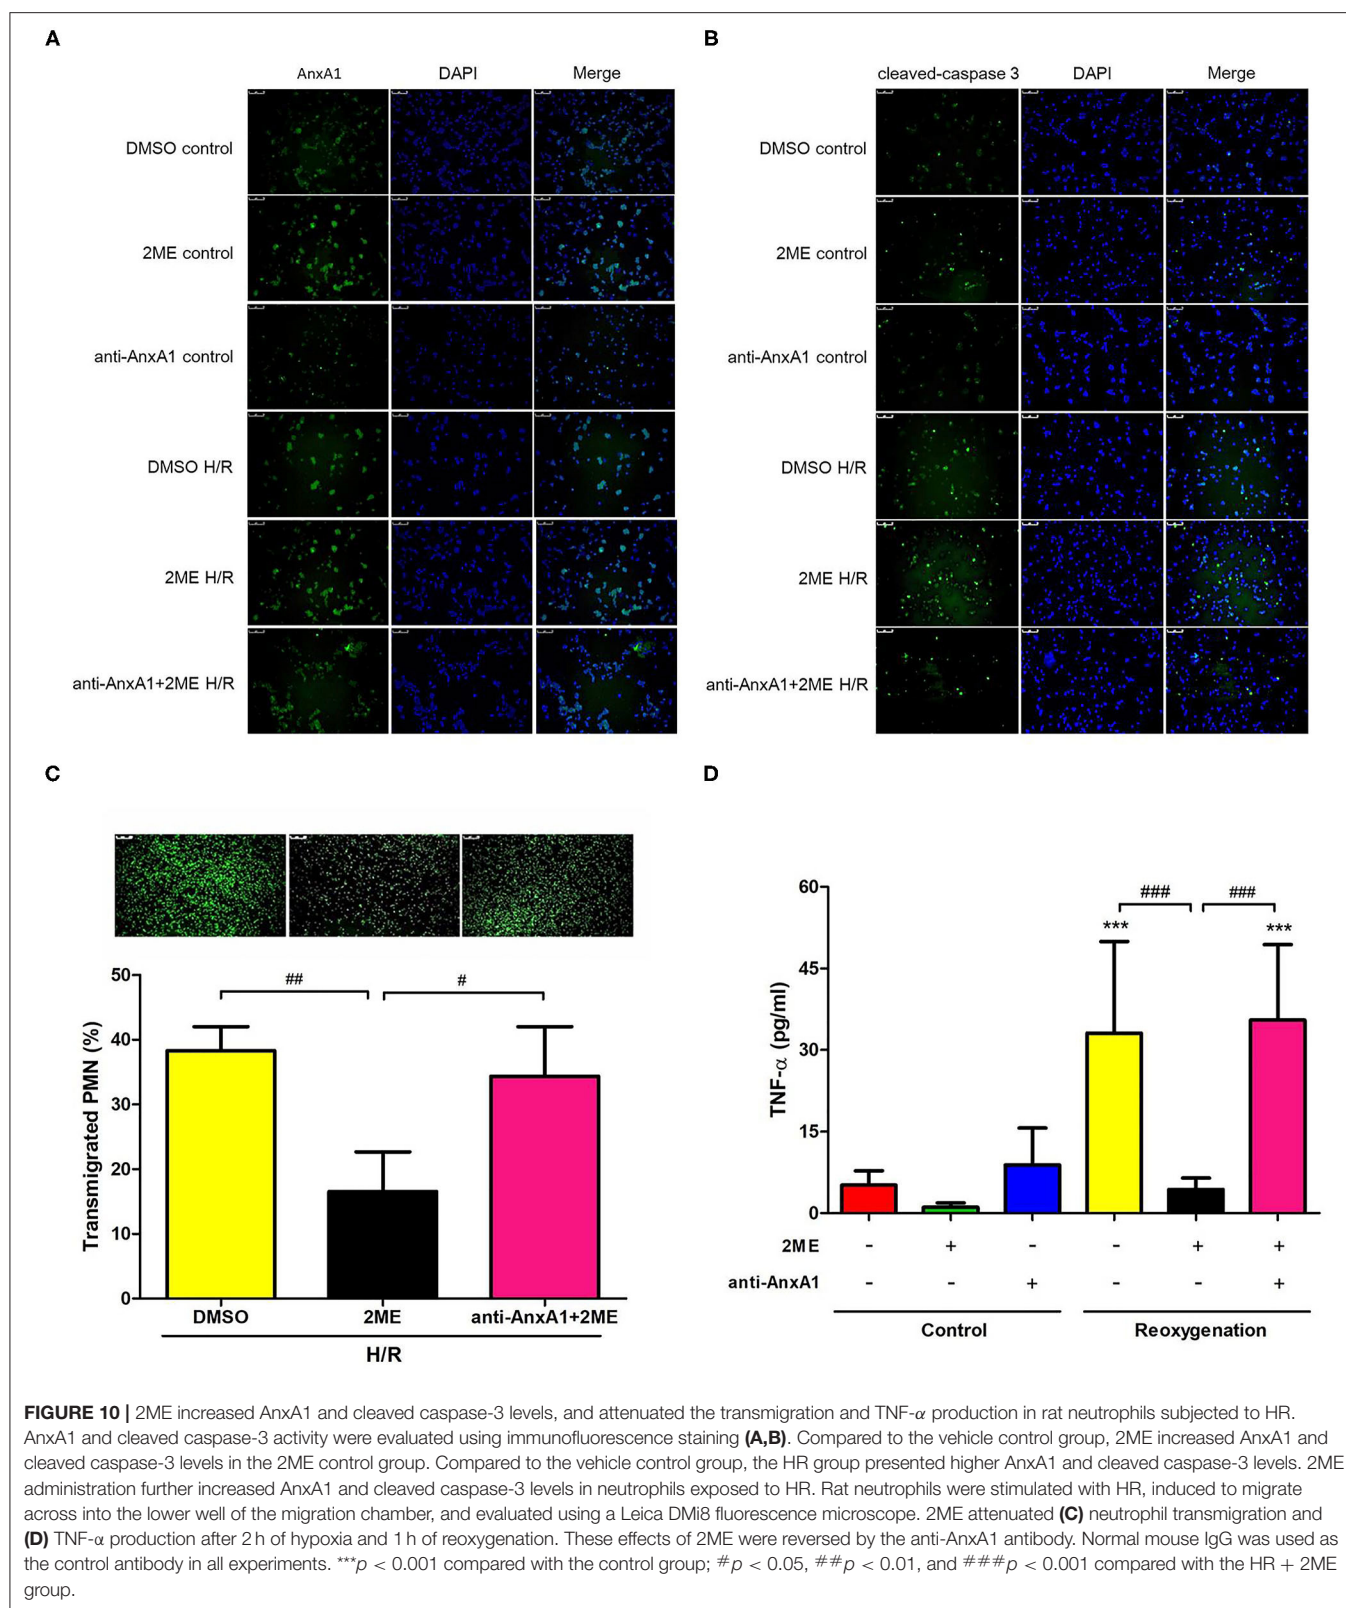 A
B
AnxA1 DAPI Merge
cleaved-caspase 3 DAPI Merge
DMSO control
2ME control
anti-AnxA1 control
DMSO H/R
2ME H/R
anti-AnxA1+2ME H/R
DMSO control
2ME control
anti-AnxA1 control
DMSO H/R
2ME H/R
anti-AnxA1+2ME H/R
C
Transmigrated PMN (%)
50
40
30
20
10
0
## #
DMSO 2ME anti-AnxA1+2ME
H/R
D
TNF-α (pg/ml)
60
45
30
15
0
### ###
*** ***
2ME - + - - + +
anti-AnxA1 - - + - - +
Control Reoxygenation
FIGURE 10 | 2ME increased AnxA1 and cleaved caspase-3 levels, and attenuated the transmigration and TNF-α production in rat neutrophils subjected to HR.
AnxA1 and cleaved caspase-3 activity were evaluated using immunofluorescence staining (A,B). Compared to the vehicle control group, 2ME increased AnxA1 and
cleaved caspase-3 levels in the 2ME control group. Compared to the vehicle control group, the HR group presented higher AnxA1 and cleaved caspase-3 levels. 2ME
administration further increased AnxA1 and cleaved caspase-3 levels in neutrophils exposed to HR. Rat neutrophils were stimulated with HR, induced to migrate
across into the lower well of the migration chamber, and evaluated using a Leica DMi8 fluorescence microscope. 2ME attenuated (C) neutrophil transmigration and
(D) TNF-α production after 2 h of hypoxia and 1 h of reoxygenation. These effects of 2ME were reversed by the anti-AnxA1 antibody. Normal mouse IgG was used as
the control antibody in all experiments. ***p < 0.001 compared with the control group; #p < 0.05, ##p < 0.01, and ###p < 0.001 compared with the HR + 2ME
group.